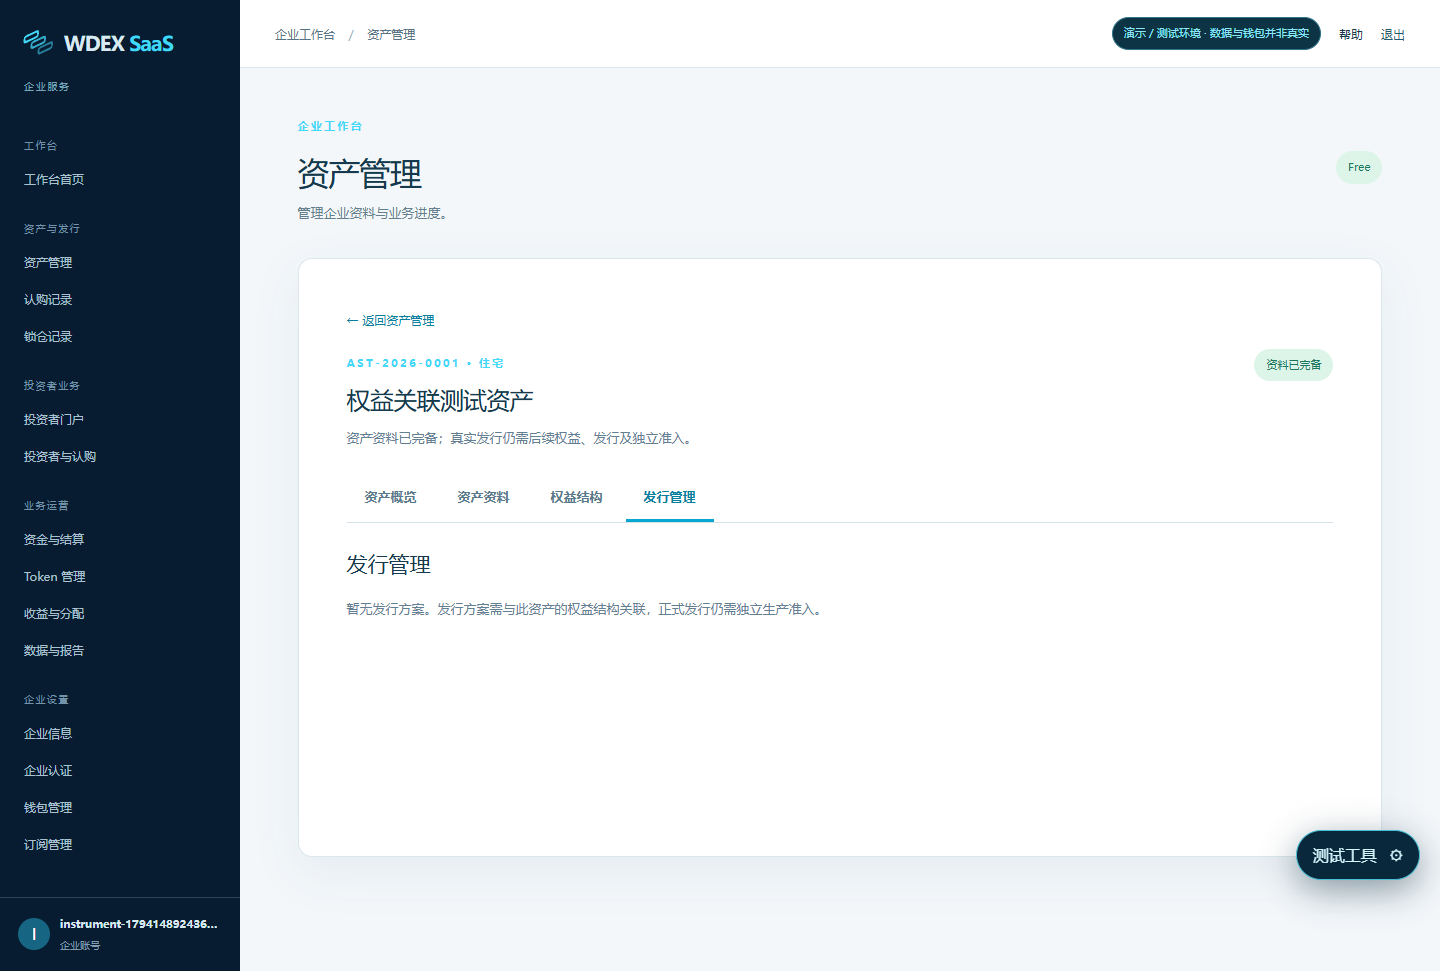 WDEX SaaS
企业服务
工作台
工作台首页
资产与发行
资产管理
认购记录
锁仓记录
投资者业务
投资者门户
投资者与认购
业务运营
资金与结算
Token 管理
收益与分配
数据与报告
企业设置
企业信息
企业认证
钱包管理
订阅管理
I
instrument-179414892436...
企业账号
企业工作台 / 资产管理
演示 / 测试环境 · 数据与钱包并非真实
帮助
退出
企业工作台
资产管理
Free
管理企业资料与业务进度。
← 返回资产管理
AST-2026-0001 • 住宅
资料已完备
权益关联测试资产
资产资料已完备；真实发行仍需后续权益、发行及独立准入。
资产概览 资产资料 权益结构 发行管理
发行管理
暂无发行方案。发行方案需与此资产的权益结构关联，正式发行仍需独立生产准入。
测试工具